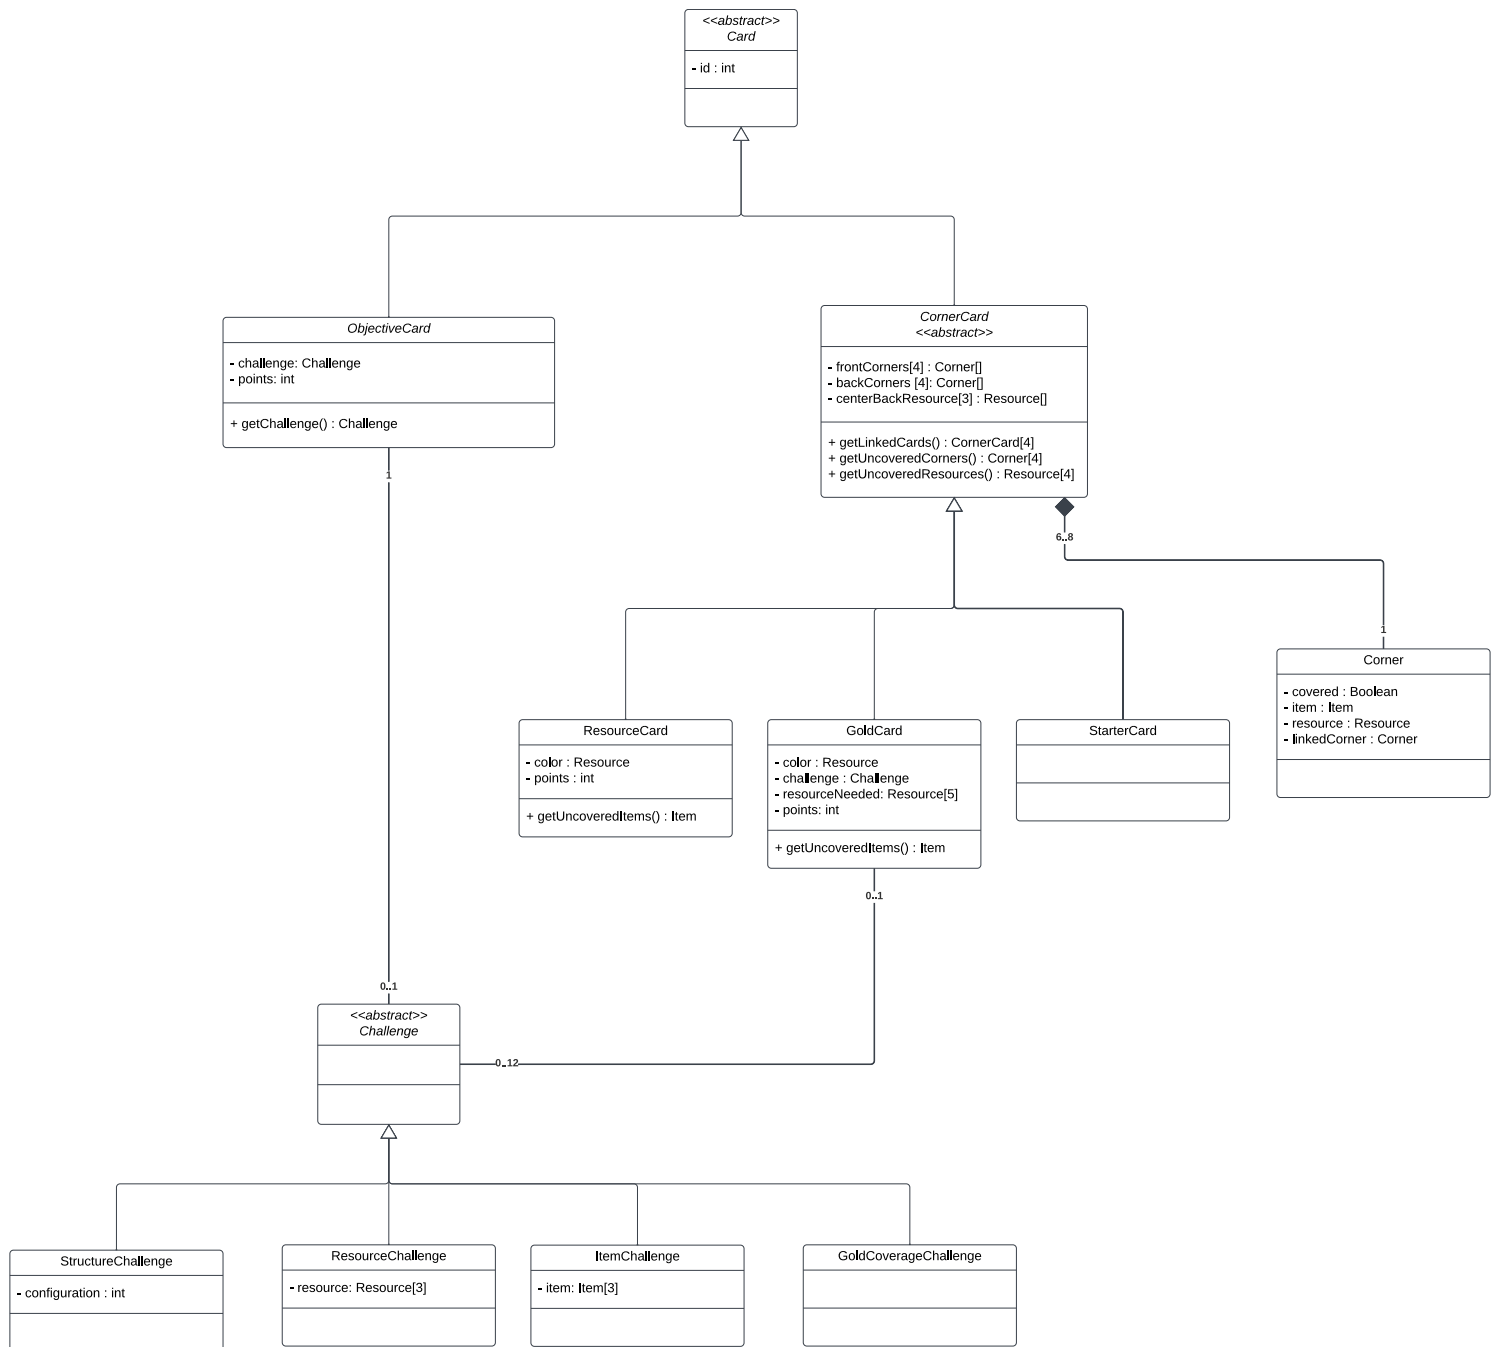 <<abstract>>
Card
- id : int
ObjectiveCard
- challenge: Challenge
- points: int
+ getChallenge() : Challenge
1
CornerCard
<<abstract>>
- frontCorners[4] : Corner[]
- backCorners [4]: Corner[]
- centerBackResource[3] : Resource[]
+ getLinkedCards() : CornerCard[4]
+ getUncoveredCorners() : Corner[4]
+ getUncoveredResources() : Resource[4]
6..8
1
Corner
- covered : Boolean
- item : Item
- resource : Resource
- linkedCorner : Corner
ResourceCard
- color : Resource
- points : int
+ getUncoveredItems() : Item
GoldCard
- color : Resource
- challenge : Challenge
- resourceNeeded: Resource[5]
- points: int
+ getUncoveredItems() : Item
0..1
StarterCard
0..1
<<abstract>>
Challenge
0..12
StructureChallenge
- configuration : int
ResourceChallenge
- resource: Resource[3]
ItemChallenge
- item: Item[3]
GoldCoverageChallenge